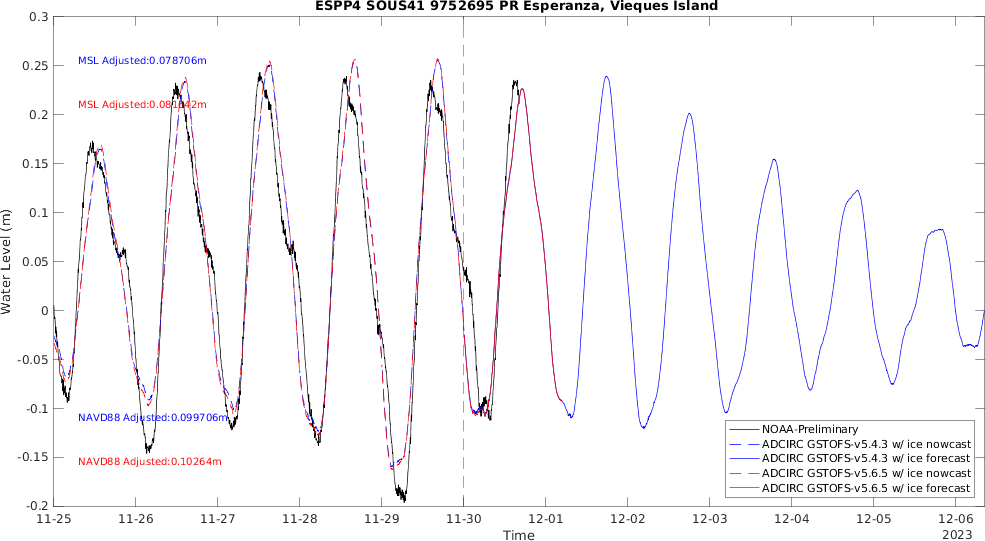 ESPP4 SOUS41 9752695 PR Esperanza, Vieques Island
0.3
0.25
0.2
0.15
0.1
0.05
0
-0.05
-0.1
-0.15
-0.2
Water Level (m)
MSL Adjusted:0.078706m
MSL Adjusted:
NAVD88 Adjusted:0.099706m
NAVD88 Adjusted:0.10264m
NOAA-Preliminary
ADCIRC GSTOFS-v5.4.3 w/ ice nowcast
ADCIRC GSTOFS-v5.4.3 w/ ice forecast
ADCIRC GSTOFS-v5.6.5 w/ ice nowcast
ADCIRC GSTOFS-v5.6.5 w/ ice forecast
11-25 11-26 11-27 11-28 11-29 11-30 12-01 12-02 12-03 12-04 12-05 12-06
Time
2023